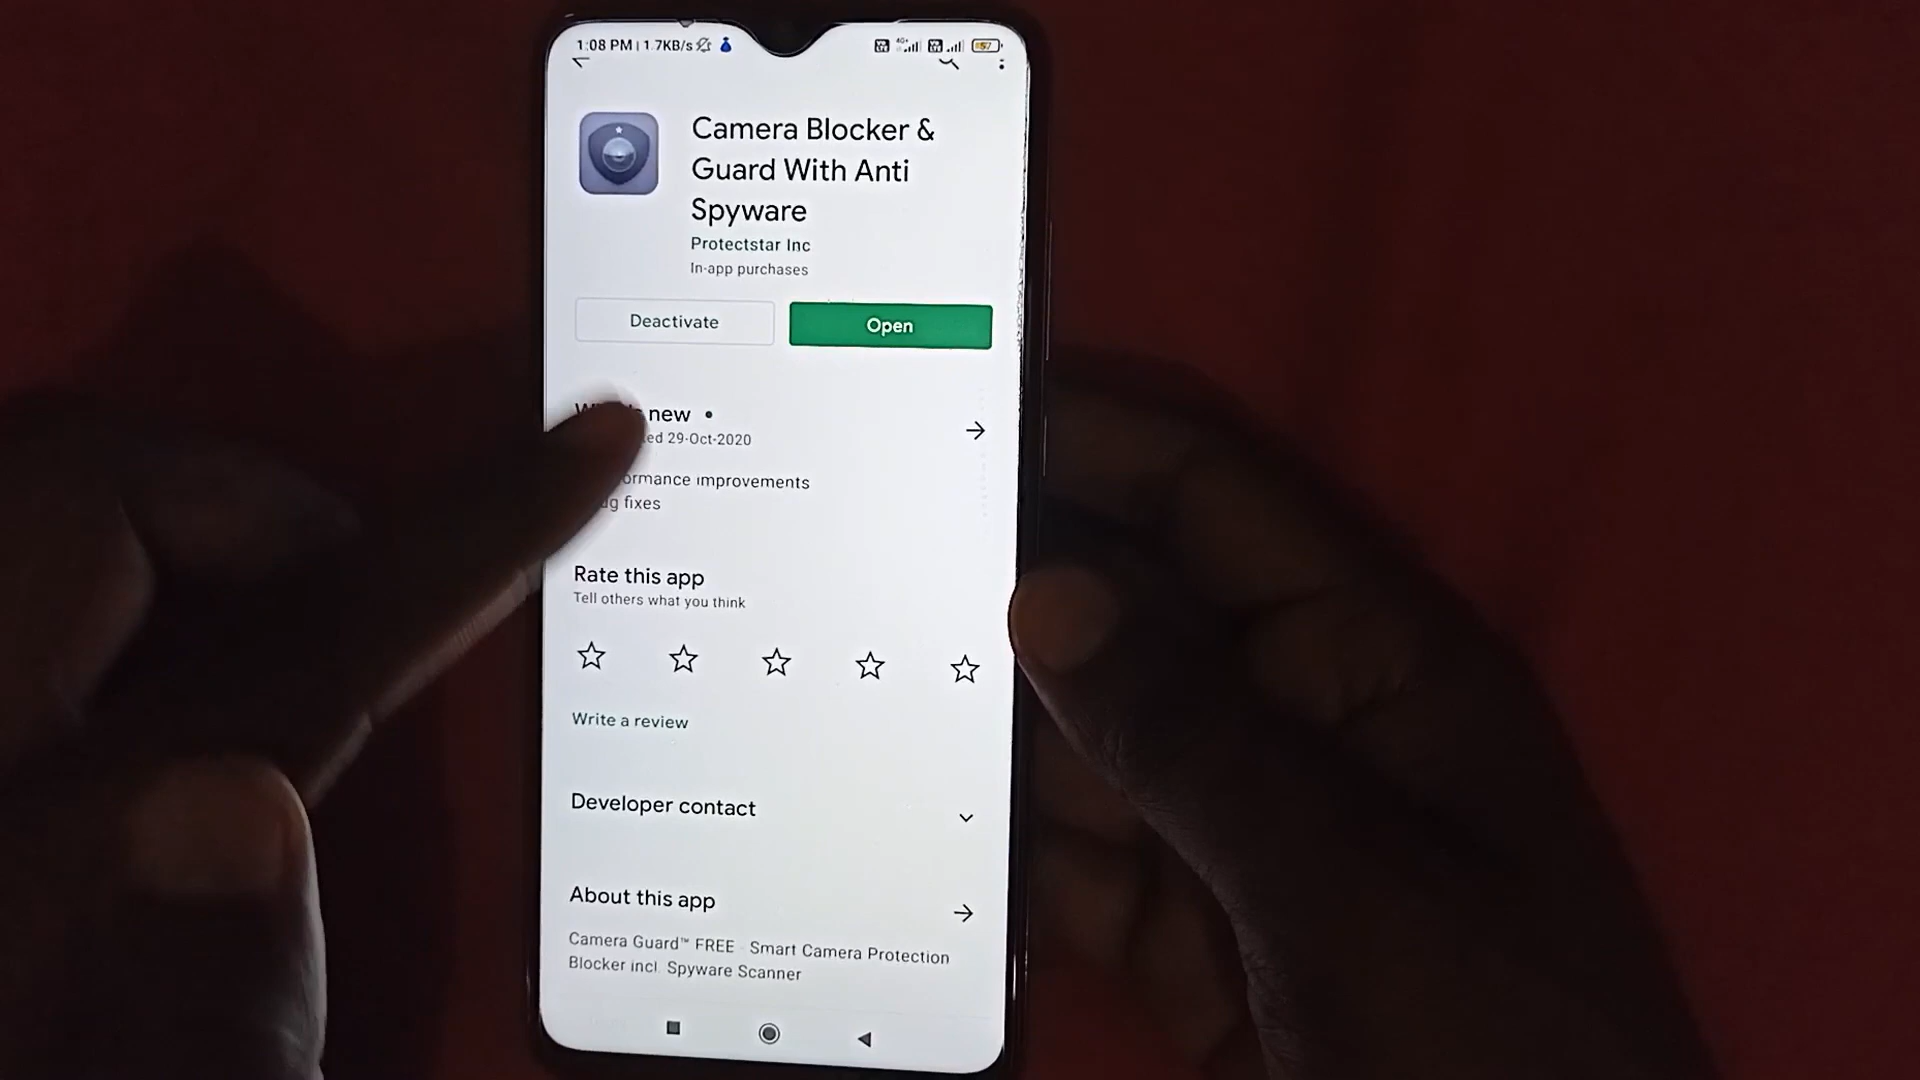 1:08 PM | 1.7KB/s
57
Camera Blocker &
Guard With Anti
Spyware
Protectstar Inc
In-app purchases
Deactivate
Open
new •
29-Oct-2020
improvements
fixes
Rate this app
Tell others what you think
Write a review
Developer contact
About this app
Camera Guard™ FREE - Smart Camera Protection
Blocker incl. Spyware Scanner